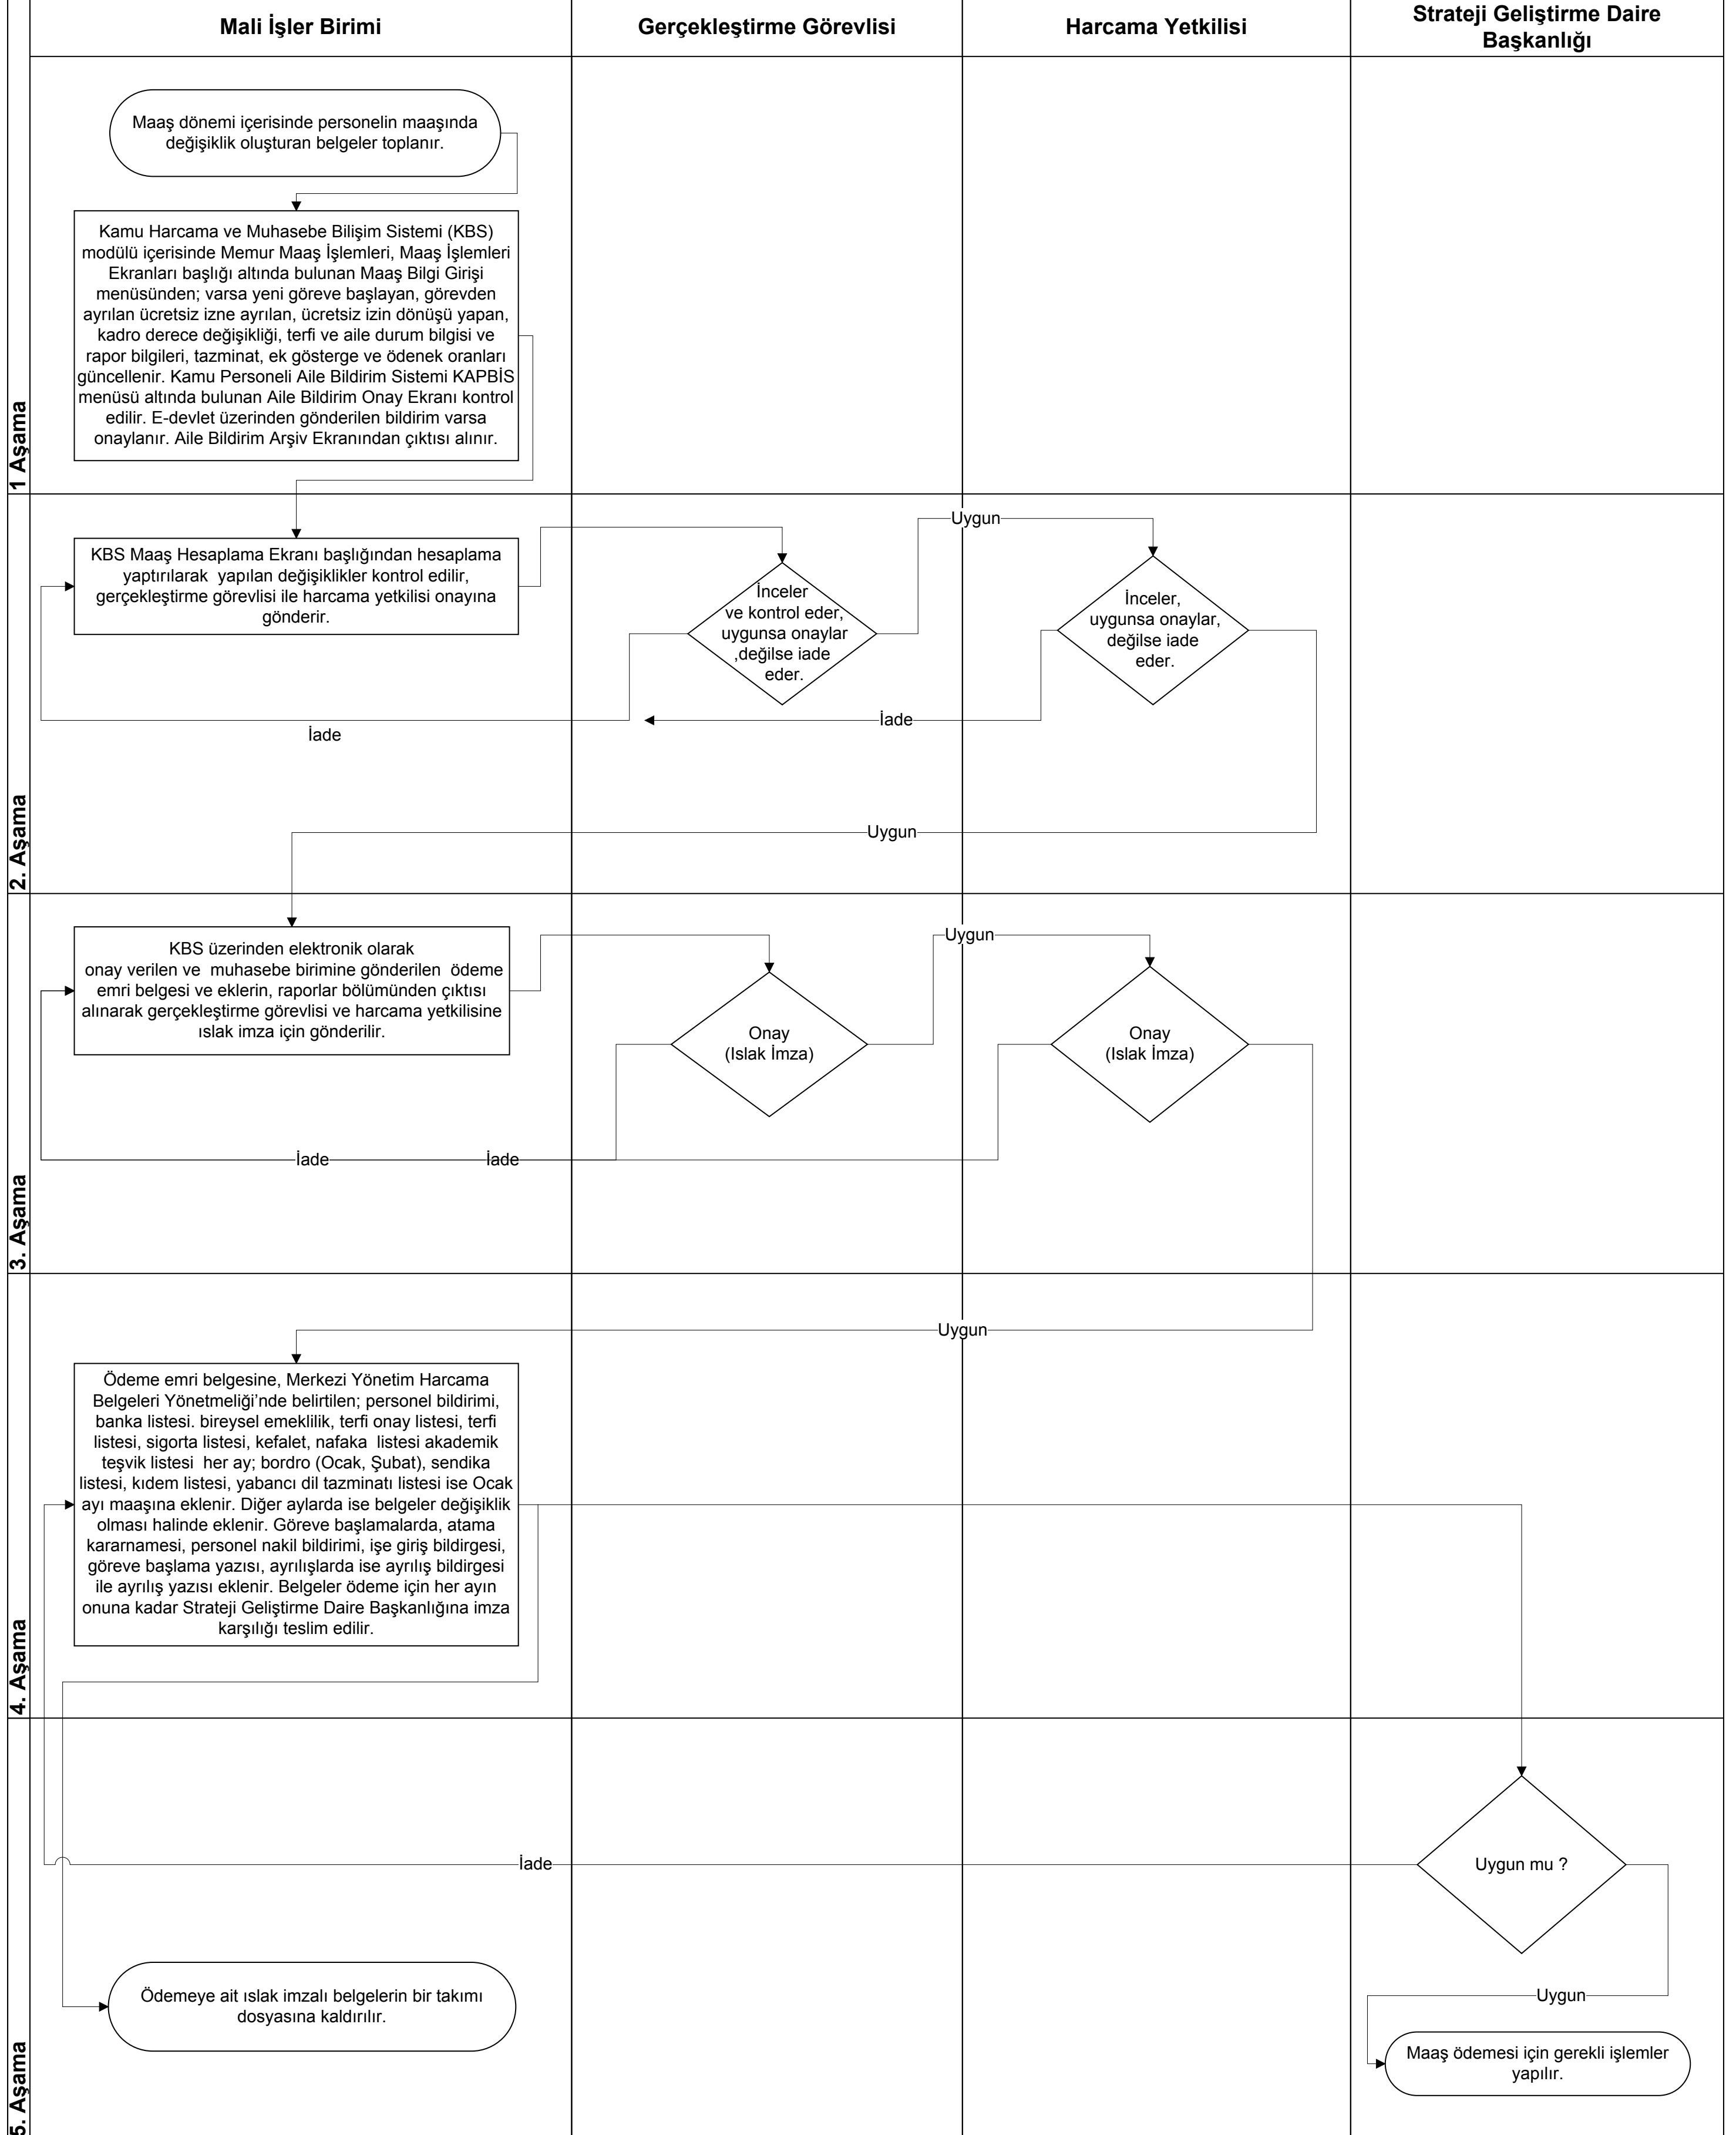 Mali İşler Birimi
Gerçekleştirme Görevlisi
Harcama Yetkilisi
Strateji Geliştirme Daire
Başkanlığı
1 Aşama
Maaş dönemi içerisinde personelin maaşında
değişiklik oluşturan belgeler toplanır.
Kamu Harcama ve Muhasebe Bilişim Sistemi (KBS)
modülü içerisinde Memur Maaş İşlemleri, Maaş İşlemleri
Ekranları başlığı altında bulunan Maaş Bilgi Girişi
menüsünden; varsa yeni göreve başlayan, görevden
ayrılan ücretsiz izne ayrılan, ücretsiz izin dönüşü yapan,
kadro derece değişikliği, terfi ve aile durum bilgisi ve
rapor bilgileri, tazminat, ek gösterge ve ödenek oranları
güncellenir. Kamu Personeli Aile Bildirim Sistemi KAPBİS
menüsü altında bulunan Aile Bildirim Onay Ekranı kontrol
edilir. E-devlet üzerinden gönderilen bildirim varsa
onaylanır. Aile Bildirim Arşiv Ekranından çıktısı alınır.
2. Aşama
KBS Maaş Hesaplama Ekranı başlığından hesaplama
yaptırılarak yapılan değişiklikler kontrol edilir,
gerçekleştirme görevlisi ile harcama yetkilisi onayına
gönderir.
İnceler
ve kontrol eder,
uygunsa onaylar
,değilse iade
eder.
Uygun
İnceler,
uygunsa onaylar,
değilse iade
eder.
İade
İade
Uygun
3. Aşama
KBS üzerinden elektronik olarak
onay verilen ve muhasebe birimine gönderilen ödeme
emri belgesi ve eklerin, raporlar bölümünden çıktısı
alınarak gerçekleştirme görevlisi ve harcama yetkilisine
ıslak imza için gönderilir.
Onay
(Islak İmza)
Uygun
Onay
(Islak İmza)
İade
İade
4. Aşama
Uygun
Ödeme emri belgesine, Merkezi Yönetim Harcama
Belgeleri Yönetmeliği’nde belirtilen; personel bildirimi,
banka listesi. bireysel emeklilik, terfi onay listesi, terfi
listesi, sigorta listesi, kefalet, nafaka listesi akademik
teşvik listesi her ay; bordro (Ocak, Şubat), sendika
listesi, kıdem listesi, yabancı dil tazminatı listesi ise Ocak
ayı maaşına eklenir. Diğer aylarda ise belgeler değişiklik
olması halinde eklenir. Göreve başlamalarda, atama
kararnamesi, personel nakil bildirimi, işe giriş bildirgesi,
göreve başlama yazısı, ayrılışlarda ise ayrılış bildirgesi
ile ayrılış yazısı eklenir. Belgeler ödeme için her ayın
onuna kadar Strateji Geliştirme Daire Başkanlığına imza
karşılığı teslim edilir.
5. Aşama
Uygun mu ?
İade
Uygun
Ödemeye ait ıslak imzalı belgelerin bir takımı
dosyasına kaldırılır.
Maaş ödemesi için gerekli işlemler
yapılır.